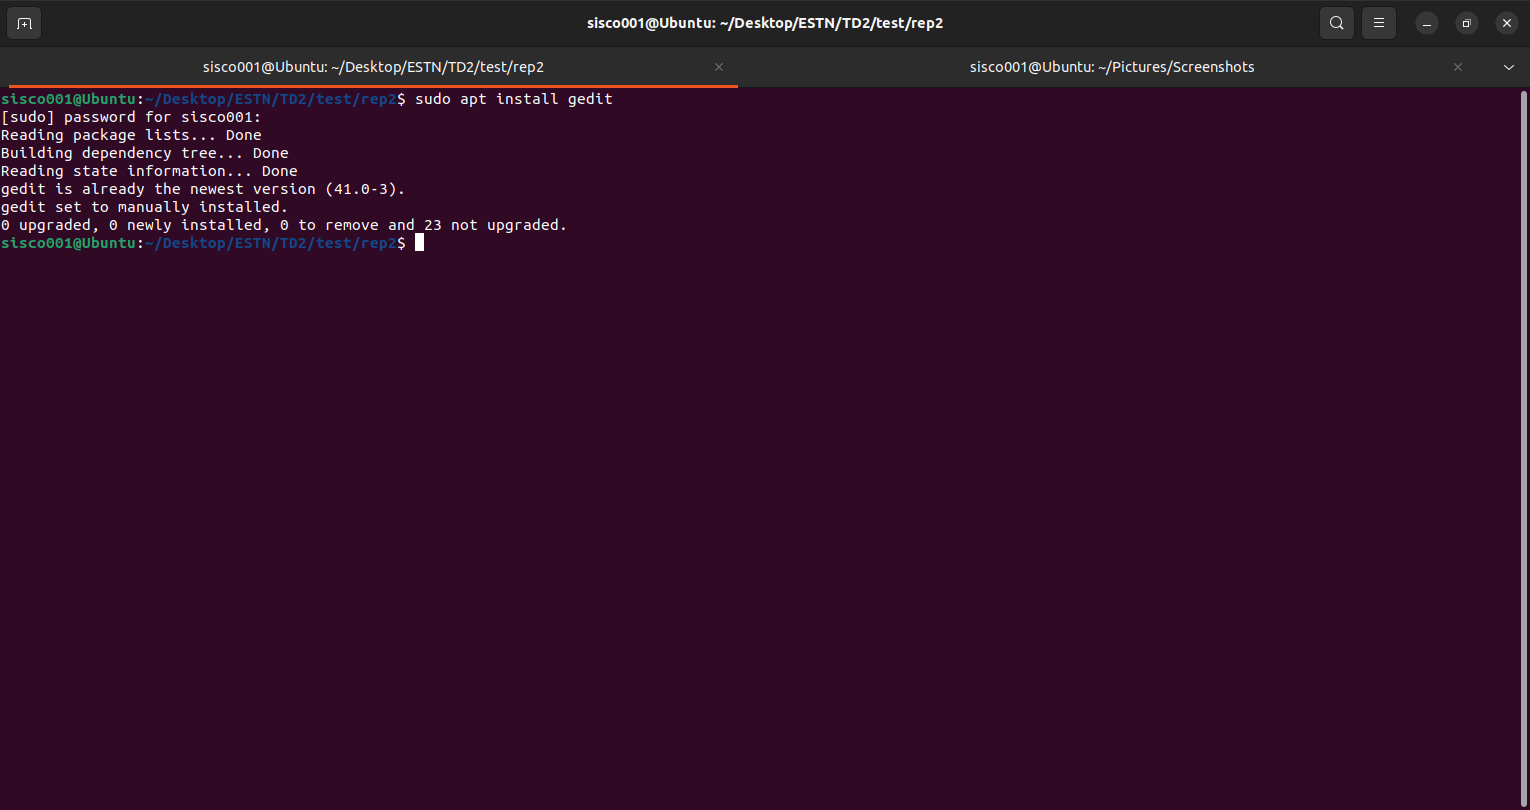 sisco001@Ubuntu: ~/Desktop/ESTN/TD2/test/rep2
sisco001@Ubuntu: ~/Desktop/ESTN/TD2/test/rep2
sisco001@Ubuntu: ~/Pictures/Screenshots
sisco001@Ubuntu:~/Desktop/ESTN/TD2/test/rep2$ sudo apt install gedit
[sudo] password for sisco001:
Reading package lists... Done
Building dependency tree... Done
Reading state information... Done
gedit is already the newest version (41.0-3).
gedit set to manually installed.
0 upgraded, 0 newly installed, 0 to remove and 23 not upgraded.
sisco001@Ubuntu:~/Desktop/ESTN/TD2/test/rep2$